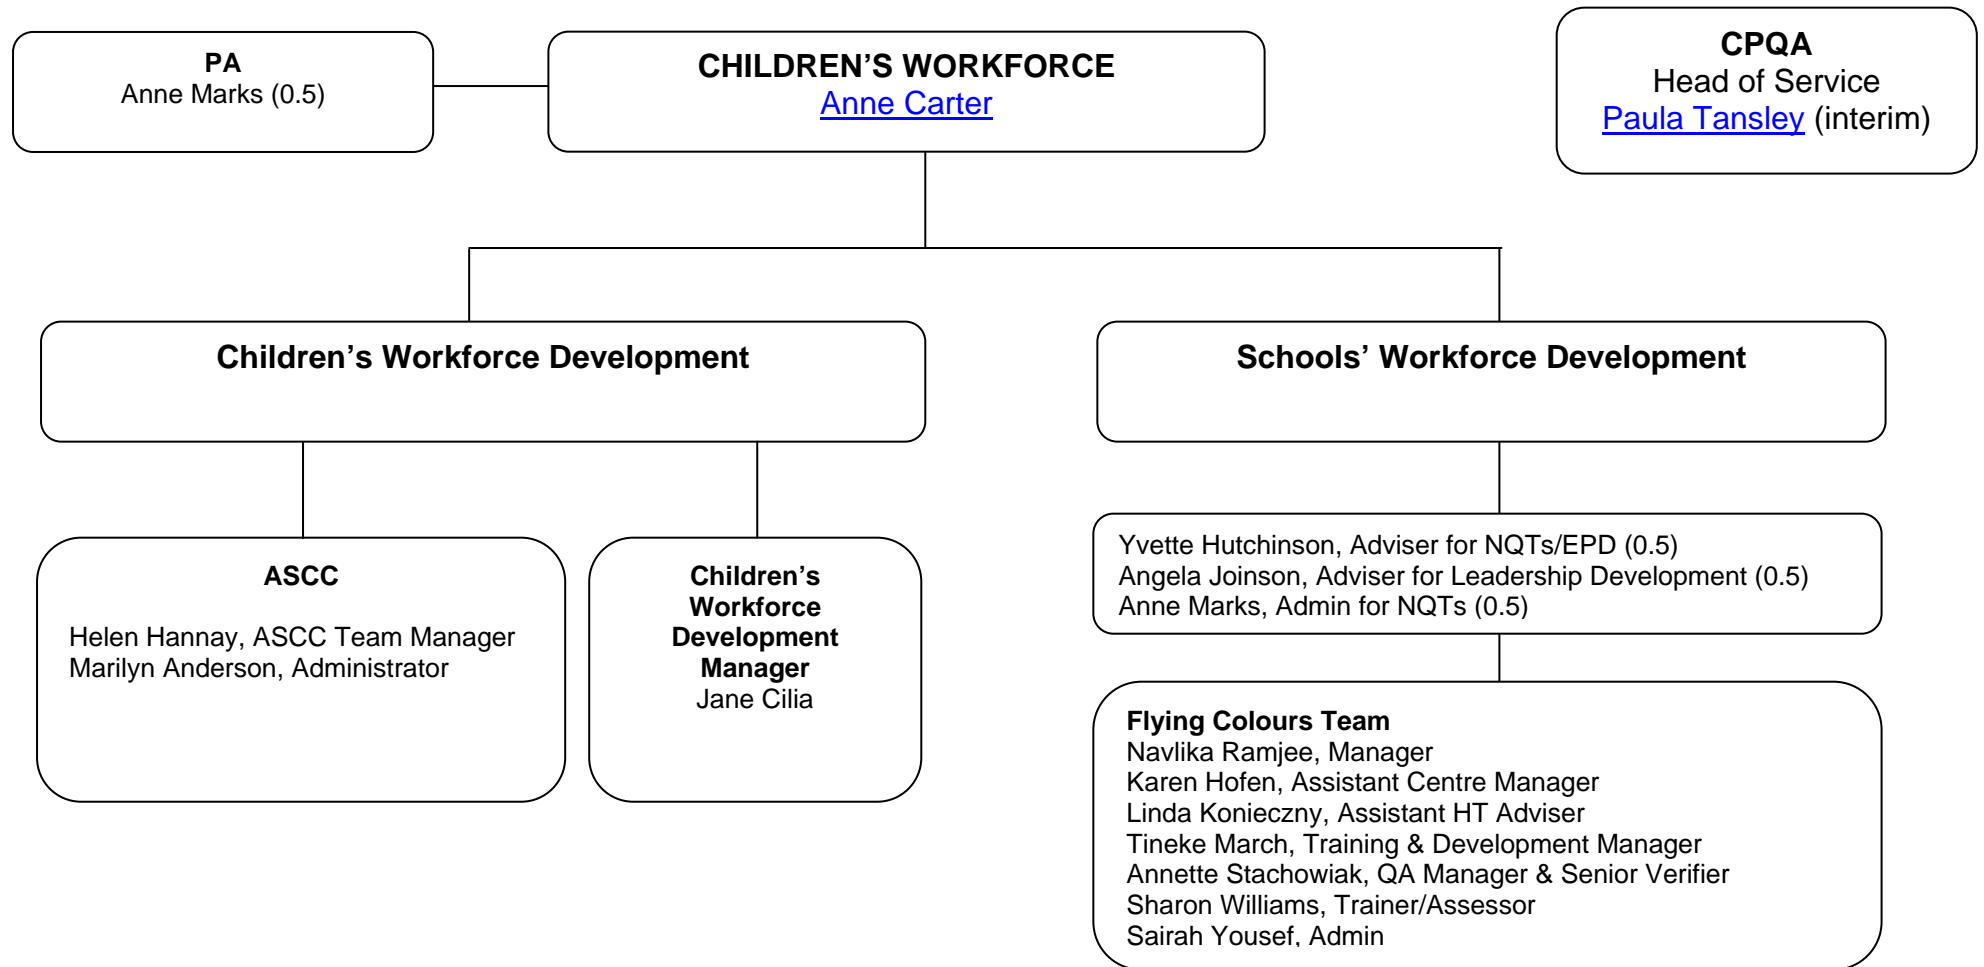 PA
Anne Marks (0.5)
CHILDREN’S WORKFORCE
Anne Carter
CPQA
Head of Service
Paula Tansley (interim)
Children’s Workforce Development
Schools’ Workforce Development
ASCC
Helen Hannay, ASCC Team Manager
Marilyn Anderson, Administrator
Children’s
Workforce
Development
Manager
Jane Cilia
Yvette Hutchinson, Adviser for NQTs/EPD (0.5)
Angela Joinson, Adviser for Leadership Development (0.5)
Anne Marks, Admin for NQTs (0.5)
Flying Colours Team
Navlika Ramjee, Manager
Karen Hofen, Assistant Centre Manager
Linda Konieczny, Assistant HT Adviser
Tineke March, Training & Development Manager
Annette Stachowiak, QA Manager & Senior Verifier
Sharon Williams, Trainer/Assessor
Sairah Yousef, Admin